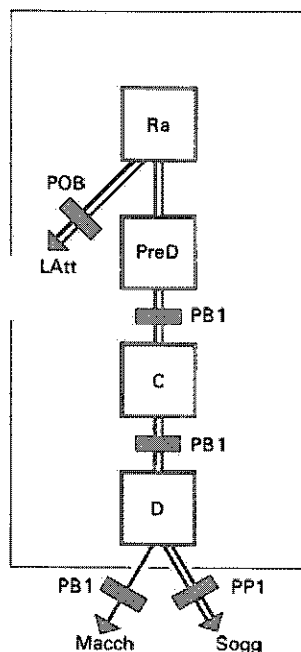 Ra
POB
LAtt
PreD
PB1
C
PB1
D
PB1
PP1
Macch
Sogg